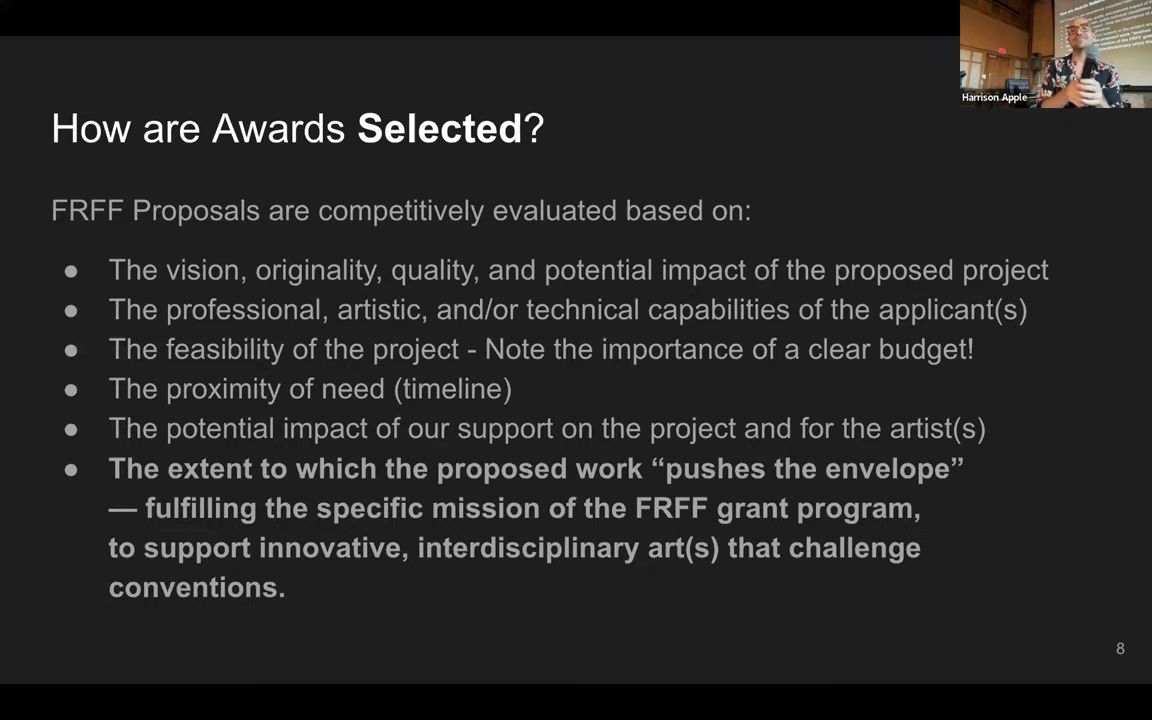 Harrison Apple
How are Awards Selected?
FRFF Proposals are competitively evaluated based on:
● The vision, originality, quality, and potential impact of the proposed project
● The professional, artistic, and/or technical capabilities of the applicant(s)
● The feasibility of the project - Note the importance of a clear budget!
● The proximity of need (timeline)
● The potential impact of our support on the project and for the artist(s)
● The extent to which the proposed work “pushes the envelope”
— fulfilling the specific mission of the FRFF grant program,
to support innovative, interdisciplinary art(s) that challenge
conventions.
8